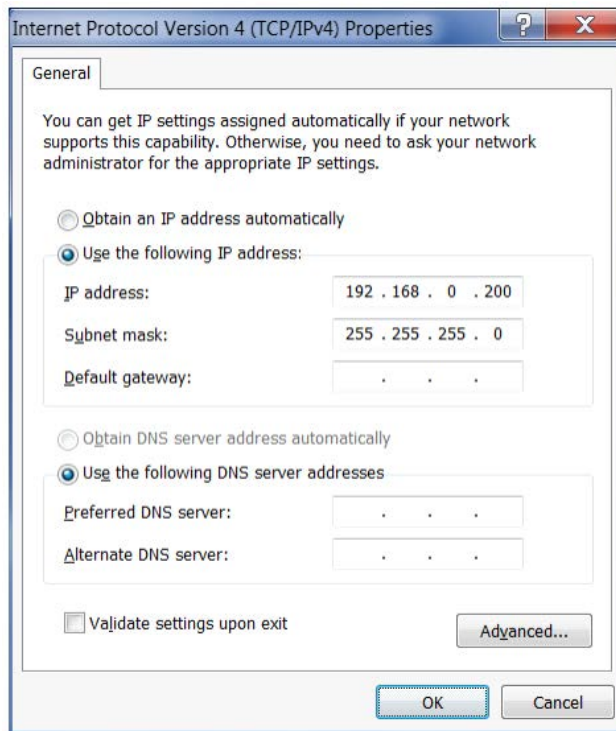 Internet Protocol Version 4 (TCP/IPv4) Properties
?
X
General
You can get IP settings assigned automatically if your network
supports this capability. Otherwise, you need to ask your network
administrator for the appropriate IP settings.
Obtain an IP address automatically
Use the following IP address:
IP address: 192 . 168 . 0 . 200
Subnet mask: 255 . 255 . 255 . 0
Default gateway: . . .
Obtain DNS server address automatically
Use the following DNS server addresses
Preferred DNS server: . . .
Alternate DNS server: . . .
Validate settings upon exit
Advanced...
OK Cancel